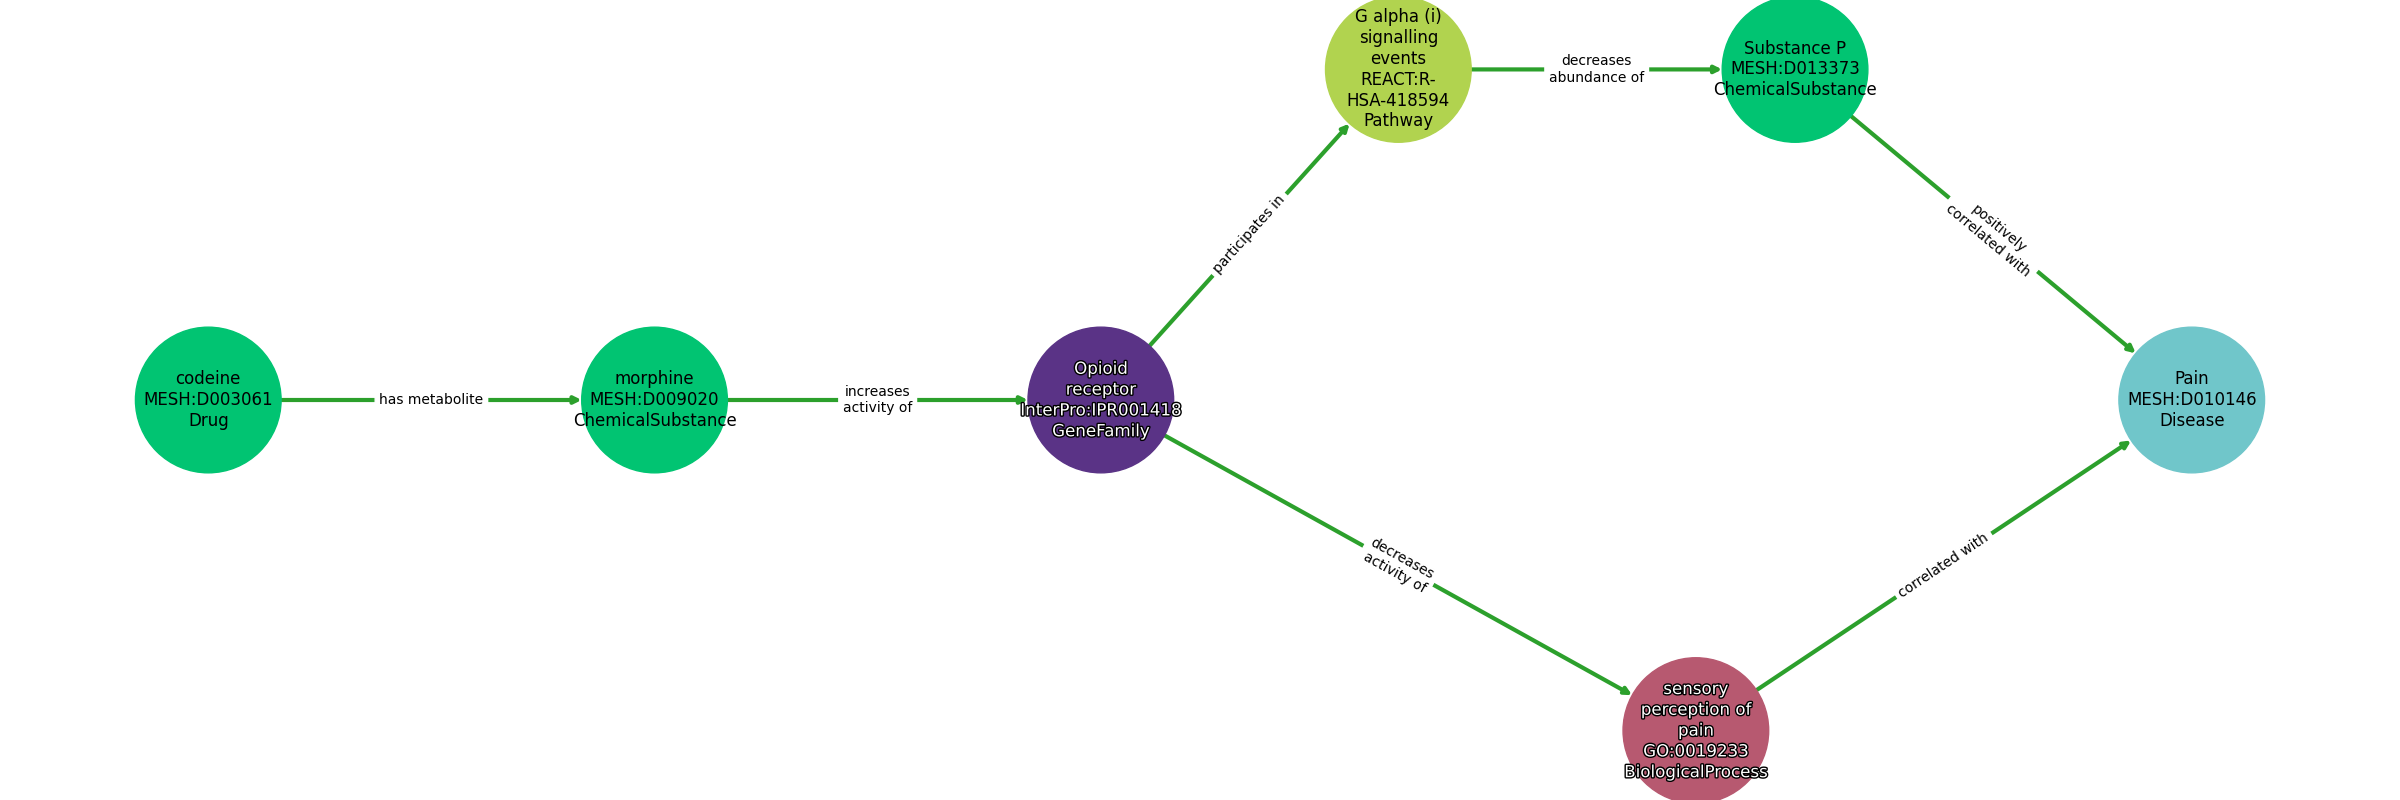 G alpha (i)
signalling
events
REACT:R-
HSA-418594
Pathway
decreases
abundance of
Substance P
MESH:D013373
ChemicalSubstance
participates in
positively
correlated with
codeine
MESH:D003061
Drug
has metabolite
morphine
MESH:D009020
ChemicalSubstance
increases
activity of
Opioid
receptor
InterPro:IPR001418
GeneFamily
Pain
MESH:D010146
Disease
decreases
activity of
correlated with
sensory
perception of
pain
GO:0019233
BiologicalProcess